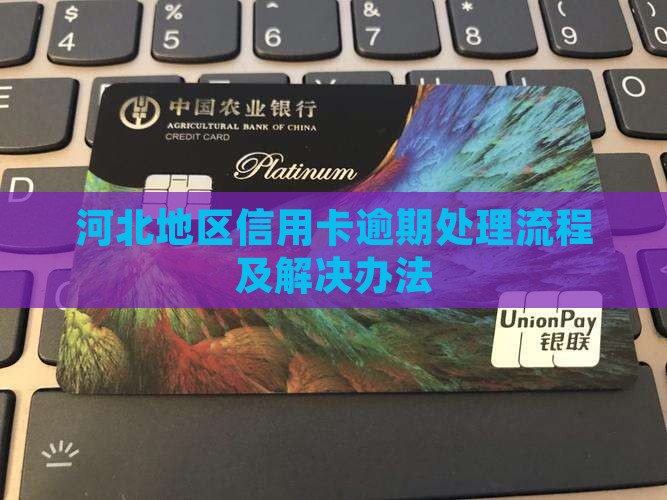 $ % ^ & * (
4 5 6 7 8 9
E O
中国农业银行
AGRICULTURAL BANK OF CHINA
CREDIT CARD
Platinum
河北地区信用卡逾期处理流程
及解决办法
UnionPay
银联